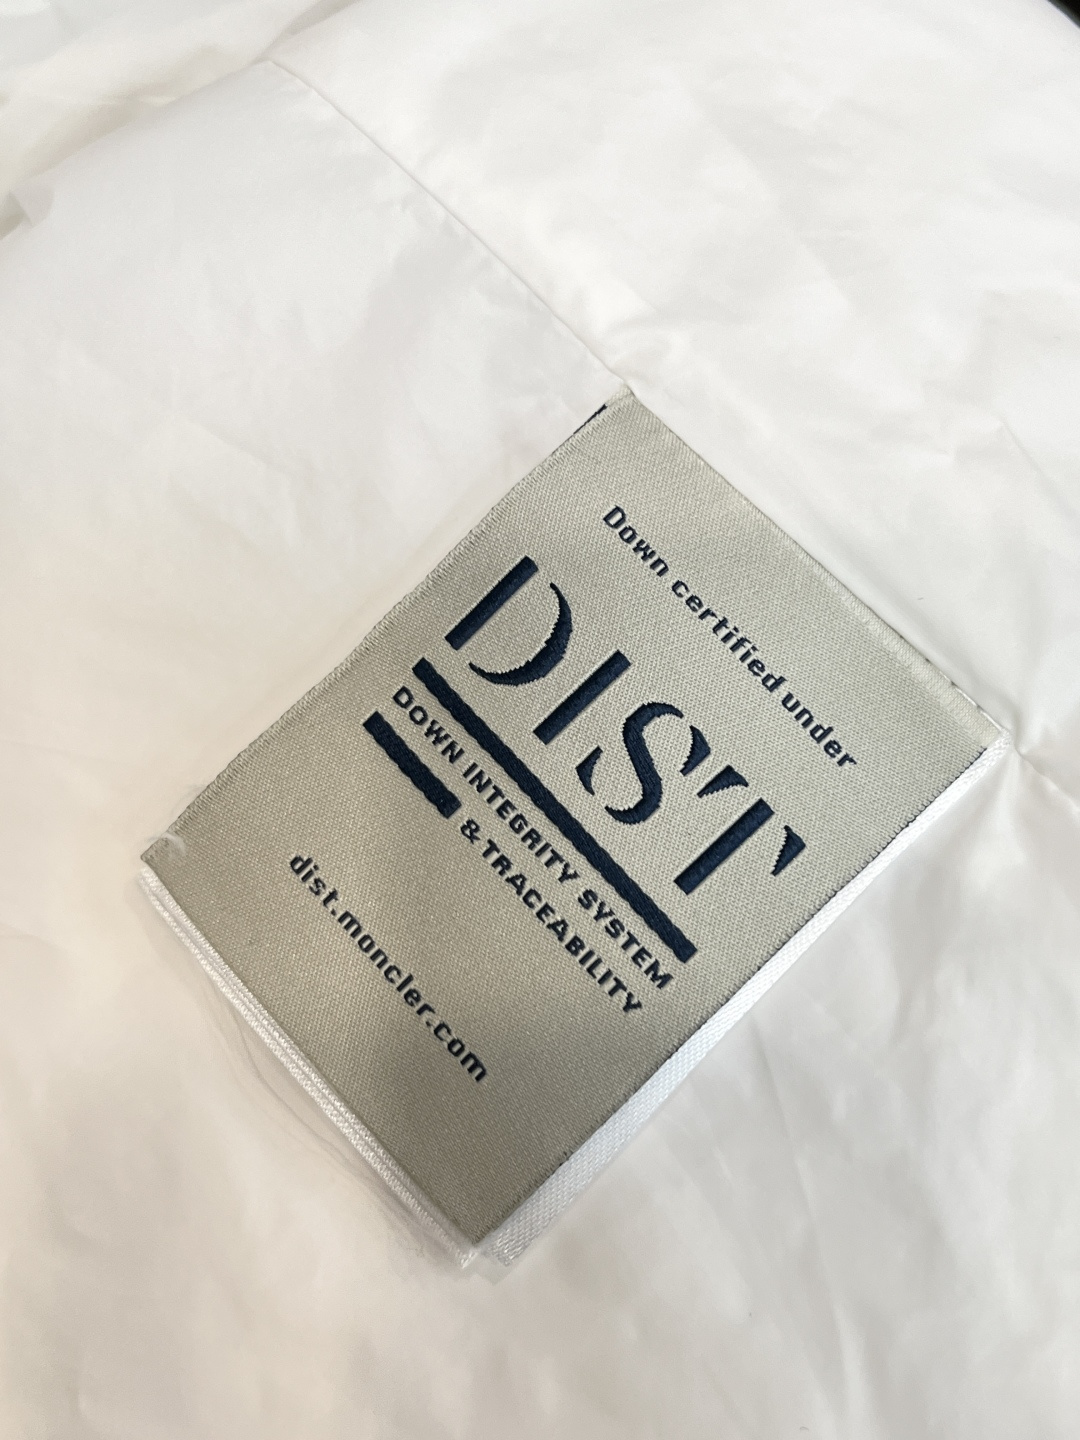 Down certified under
DIST
DOWN INTEGRITY SYSTEM
& TRACEABILITY
dist.moncler.com